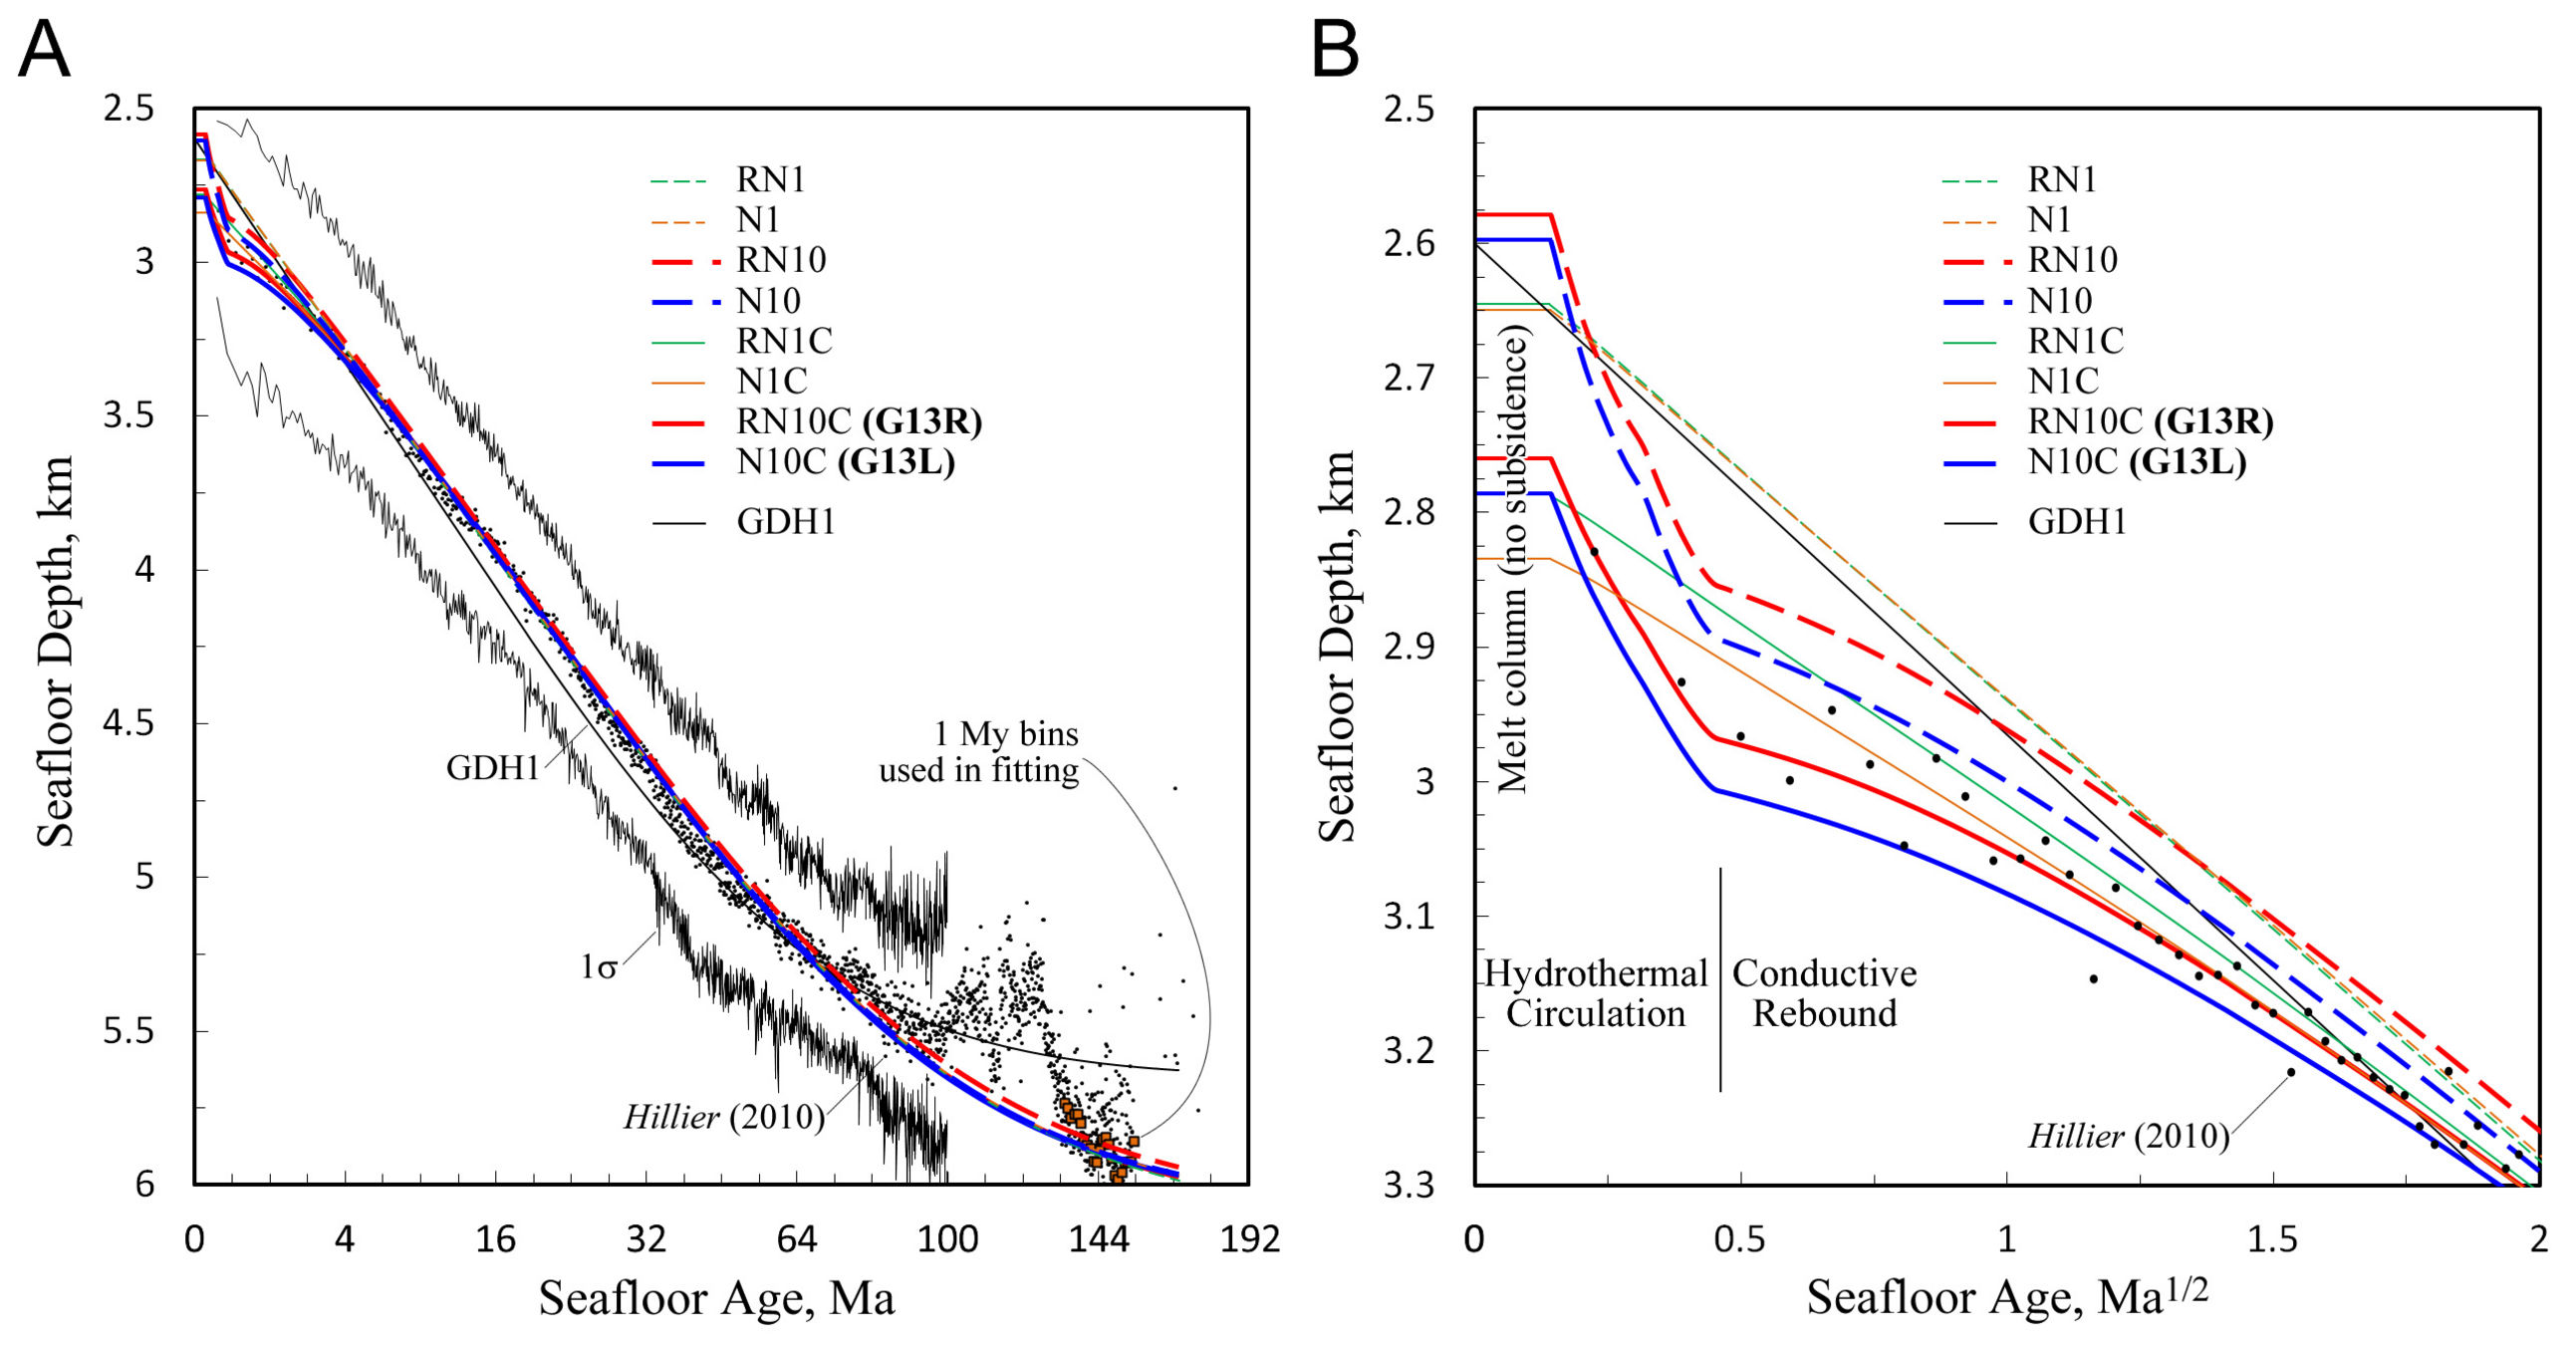 A
2.5
3
3.5
4
4.5
5
5.5
6
Seafloor Depth, km
0 4 16 32 64 100 144 192
Seafloor Age, Ma
RN1
N1
RN10
N10
RN1C
N1C
RN10C (G13R)
N10C (G13L)
GDH1
GDH1
1σ
1 My bins
used in fitting
Hillier (2010)
B
2.5
2.6
2.7
2.8
2.9
3
3.1
3.2
3.3
Seafloor Depth, km
0 0.5 1 1.5 2
Seafloor Age, Ma1/2
Melt column (no subsidence)
RN1
N1
RN10
N10
RN1C
N1C
RN10C (G13R)
N10C (G13L)
GDH1
Hydrothermal
Circulation
Conductive
Rebound
Hillier (2010)